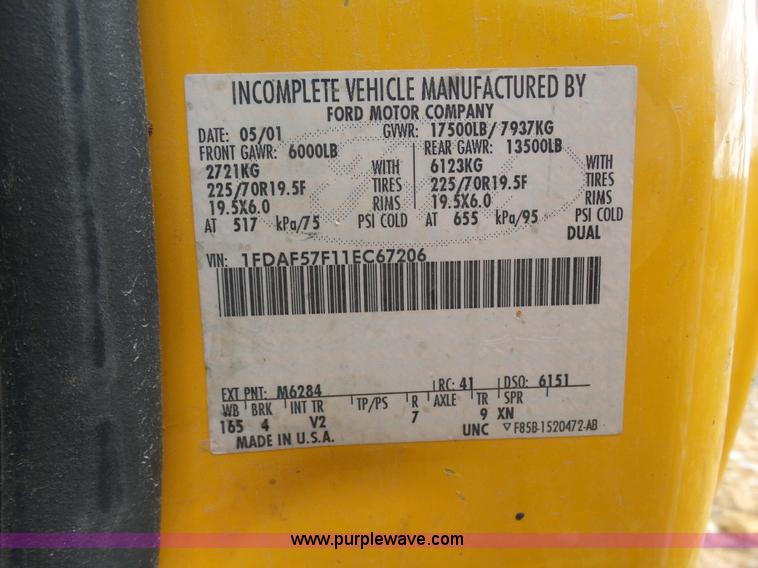 INCOMPLETE VEHICLE MANUFACTURED BY
FORD MOTOR COMPANY
DATE: 05/01 GVWR: 17500LB/ 7937KG
FRONT GAWR: 6000LB REAR GAWR: 13500LB
2721KG WITH 6123KG WITH
225/70R19.5F TIRES 225/70R19.5F TIRES
19.5X6.0 RIMS 19.5X6.0 RIMS
AT 517 kPa/75 PSI COLD AT 655 kPa/95 PSI COLD
DUAL
VIN: 1FDAF57F11EC67206
EXT PNT: M6284 RC: 41 DSO: 6151
WB BRK INT TR TP/PS R AXLE TR SPR
165 4 V2 7 9 XN
MADE IN U.S.A. UNC ▽ F85B-1520472-AB
www.purplewave.com